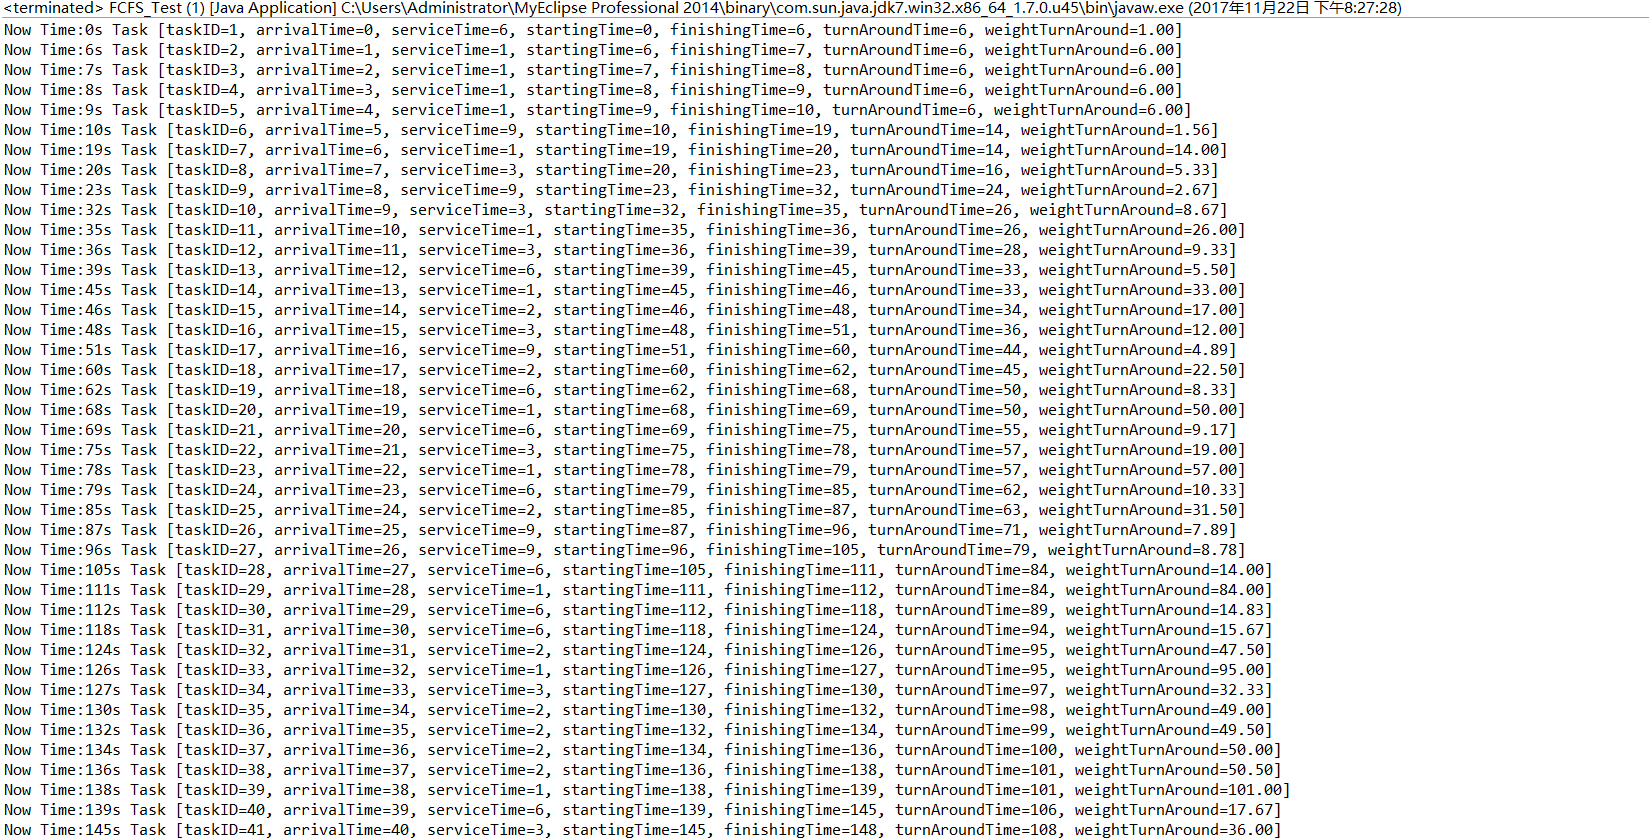 <terminated> FCFS_Test (1) [Java Application] C:\Users\Administrator\MyEclipse Professional 2014\binary\com.sun.java.jdk7.win32.x86_64_1.7.0.u45\bin\javaw.exe (2017年11月22日 下午8:27:28)
Now Time:0s Task [taskID=1, arrivalTime=0, serviceTime=6, startingTime=0, finishingTime=6, turnAroundTime=6, weightTurnAround=1.00]
Now Time:6s Task [taskID=2, arrivalTime=1, serviceTime=1, startingTime=6, finishingTime=7, turnAroundTime=6, weightTurnAround=6.00]
Now Time:7s Task [taskID=3, arrivalTime=2, serviceTime=1, startingTime=7, finishingTime=8, turnAroundTime=6, weightTurnAround=6.00]
Now Time:8s Task [taskID=4, arrivalTime=3, serviceTime=1, startingTime=8, finishingTime=9, turnAroundTime=6, weightTurnAround=6.00]
Now Time:9s Task [taskID=5, arrivalTime=4, serviceTime=1, startingTime=9, finishingTime=10, turnAroundTime=6, weightTurnAround=6.00]
Now Time:10s Task [taskID=6, arrivalTime=5, serviceTime=9, startingTime=10, finishingTime=19, turnAroundTime=14, weightTurnAround=1.56]
Now Time:19s Task [taskID=7, arrivalTime=6, serviceTime=1, startingTime=19, finishingTime=20, turnAroundTime=14, weightTurnAround=14.00]
Now Time:20s Task [taskID=8, arrivalTime=7, serviceTime=3, startingTime=20, finishingTime=23, turnAroundTime=16, weightTurnAround=5.33]
Now Time:23s Task [taskID=9, arrivalTime=8, serviceTime=9, startingTime=23, finishingTime=32, turnAroundTime=24, weightTurnAround=2.67]
Now Time:32s Task [taskID=10, arrivalTime=9, serviceTime=3, startingTime=32, finishingTime=35, turnAroundTime=26, weightTurnAround=8.67]
Now Time:35s Task [taskID=11, arrivalTime=10, serviceTime=1, startingTime=35, finishingTime=36, turnAroundTime=26, weightTurnAround=26.00]
Now Time:36s Task [taskID=12, arrivalTime=11, serviceTime=3, startingTime=36, finishingTime=39, turnAroundTime=28, weightTurnAround=9.33]
Now Time:39s Task [taskID=13, arrivalTime=12, serviceTime=6, startingTime=39, finishingTime=45, turnAroundTime=33, weightTurnAround=5.50]
Now Time:45s Task [taskID=14, arrivalTime=13, serviceTime=1, startingTime=45, finishingTime=46, turnAroundTime=33, weightTurnAround=33.00]
Now Time:46s Task [taskID=15, arrivalTime=14, serviceTime=2, startingTime=46, finishingTime=48, turnAroundTime=34, weightTurnAround=17.00]
Now Time:48s Task [taskID=16, arrivalTime=15, serviceTime=3, startingTime=48, finishingTime=51, turnAroundTime=36, weightTurnAround=12.00]
Now Time:51s Task [taskID=17, arrivalTime=16, serviceTime=9, startingTime=51, finishingTime=60, turnAroundTime=44, weightTurnAround=4.89]
Now Time:60s Task [taskID=18, arrivalTime=17, serviceTime=2, startingTime=60, finishingTime=62, turnAroundTime=45, weightTurnAround=22.50]
Now Time:62s Task [taskID=19, arrivalTime=18, serviceTime=6, startingTime=62, finishingTime=68, turnAroundTime=50, weightTurnAround=8.33]
Now Time:68s Task [taskID=20, arrivalTime=19, serviceTime=1, startingTime=68, finishingTime=69, turnAroundTime=50, weightTurnAround=50.00]
Now Time:69s Task [taskID=21, arrivalTime=20, serviceTime=6, startingTime=69, finishingTime=75, turnAroundTime=55, weightTurnAround=9.17]
Now Time:75s Task [taskID=22, arrivalTime=21, serviceTime=3, startingTime=75, finishingTime=78, turnAroundTime=57, weightTurnAround=19.00]
Now Time:78s Task [taskID=23, arrivalTime=22, serviceTime=1, startingTime=78, finishingTime=79, turnAroundTime=57, weightTurnAround=57.00]
Now Time:79s Task [taskID=24, arrivalTime=23, serviceTime=6, startingTime=79, finishingTime=85, turnAroundTime=62, weightTurnAround=10.33]
Now Time:85s Task [taskID=25, arrivalTime=24, serviceTime=2, startingTime=85, finishingTime=87, turnAroundTime=63, weightTurnAround=31.50]
Now Time:87s Task [taskID=26, arrivalTime=25, serviceTime=9, startingTime=87, finishingTime=96, turnAroundTime=71, weightTurnAround=7.89]
Now Time:96s Task [taskID=27, arrivalTime=26, serviceTime=9, startingTime=96, finishingTime=105, turnAroundTime=79, weightTurnAround=8.78]
Now Time:105s Task [taskID=28, arrivalTime=27, serviceTime=6, startingTime=105, finishingTime=111, turnAroundTime=84, weightTurnAround=14.00]
Now Time:111s Task [taskID=29, arrivalTime=28, serviceTime=1, startingTime=111, finishingTime=112, turnAroundTime=84, weightTurnAround=84.00]
Now Time:112s Task [taskID=30, arrivalTime=29, serviceTime=6, startingTime=112, finishingTime=118, turnAroundTime=89, weightTurnAround=14.83]
Now Time:118s Task [taskID=31, arrivalTime=30, serviceTime=6, startingTime=118, finishingTime=124, turnAroundTime=94, weightTurnAround=15.67]
Now Time:124s Task [taskID=32, arrivalTime=31, serviceTime=2, startingTime=124, finishingTime=126, turnAroundTime=95, weightTurnAround=47.50]
Now Time:126s Task [taskID=33, arrivalTime=32, serviceTime=1, startingTime=126, finishingTime=127, turnAroundTime=95, weightTurnAround=95.00]
Now Time:127s Task [taskID=34, arrivalTime=33, serviceTime=3, startingTime=127, finishingTime=130, turnAroundTime=97, weightTurnAround=32.33]
Now Time:130s Task [taskID=35, arrivalTime=34, serviceTime=2, startingTime=130, finishingTime=132, turnAroundTime=98, weightTurnAround=49.00]
Now Time:132s Task [taskID=36, arrivalTime=35, serviceTime=2, startingTime=132, finishingTime=134, turnAroundTime=99, weightTurnAround=49.50]
Now Time:134s Task [taskID=37, arrivalTime=36, serviceTime=2, startingTime=134, finishingTime=136, turnAroundTime=100, weightTurnAround=50.00]
Now Time:136s Task [taskID=38, arrivalTime=37, serviceTime=2, startingTime=136, finishingTime=138, turnAroundTime=101, weightTurnAround=50.50]
Now Time:138s Task [taskID=39, arrivalTime=38, serviceTime=1, startingTime=138, finishingTime=139, turnAroundTime=101, weightTurnAround=101.00]
Now Time:139s Task [taskID=40, arrivalTime=39, serviceTime=6, startingTime=139, finishingTime=145, turnAroundTime=106, weightTurnAround=17.67]
Now Time:145s Task [taskID=41, arrivalTime=40, serviceTime=3, startingTime=145, finishingTime=148, turnAroundTime=108, weightTurnAround=36.00]